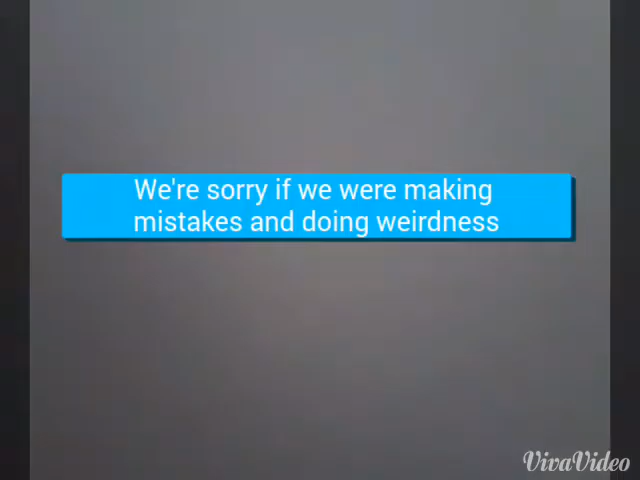 We're sorry if we were making
mistakes and doing weirdness
VivaVideo